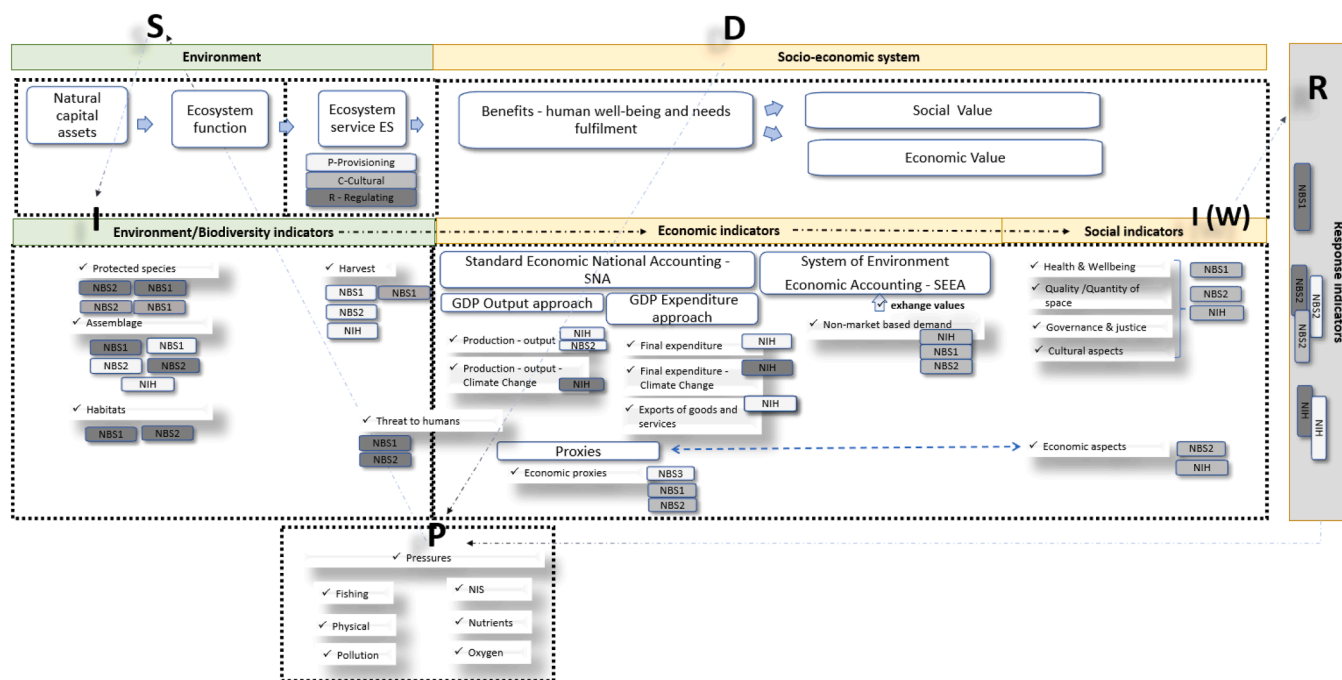 S
D
R
Environment
Socio-economic system
Natural
capital
assets
Ecosystem
function
Ecosystem
service ES
P-Provisioning
C-Cultural
R - Regulating
Benefits - human well-being and needs
fulfilment
Social Value
Economic Value
I
I (W)
Environment/Biodiversity indicators
Economic indicators
Social indicators
✓ Protected species
NBS2
NBS1
NBS2
NBS1
✓ Assemblage
NBS1
NBS1
NBS2
NBS2
NIH
✓ Habitats
NBS1
NBS2
✓ Harvest
NBS1
NBS1
NBS2
NIH
✓ Threat to humans
NBS1
NBS2
Standard Economic National Accounting -
SNA
GDP Output approach
GDP Expenditure
approach
✓ Production - output
NIH
NBS2
✓ Production - output -
Climate Change
NIH
✓ Final expenditure
NIH
✓ Final expenditure -
Climate Change
NIH
✓ Exports of goods and
services
NIH
System of Environment
Economic Accounting - SEEA
✓ exhange values
✓ Non-market based demand
NIH
NBS1
NBS2
Proxies
✓ Economic proxies
NBS3
NBS1
NBS2
✓ Health & Wellbeing
✓ Quality /Quantity of
space
✓ Governance & justice
✓ Cultural aspects
NBS1
NBS2
NIH
✓ Economic aspects
NBS2
NIH
Response indicators
NBS1
NBS2
NBS2
NBS2
NIH
NIH
P
✓ Pressures
✓ Fishing
✓ NIS
✓ Physical
✓ Nutrients
✓ Pollution
✓ Oxygen